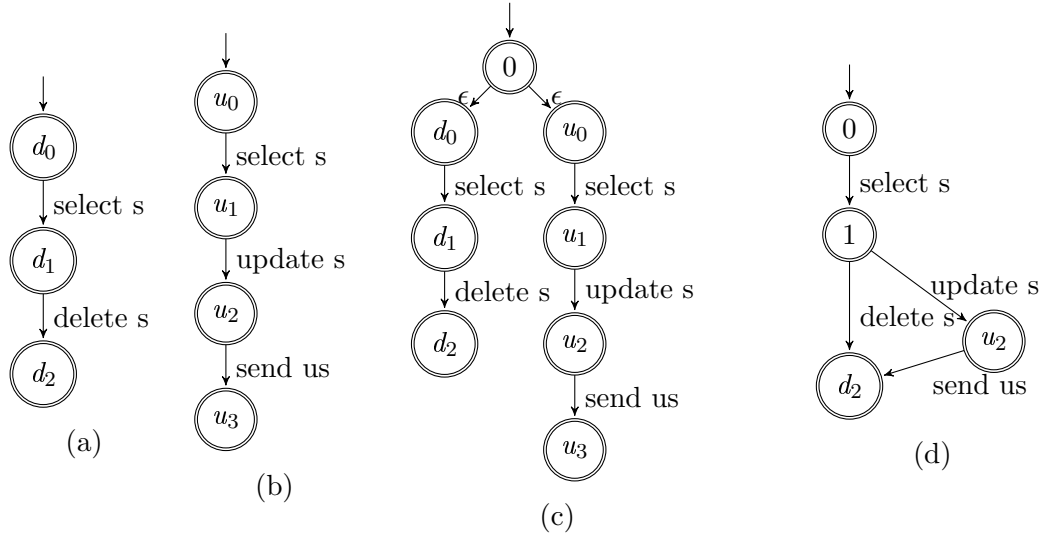 d0
select s
d1
delete s
d2
(a)
u0
select s
u1
update s
u2
send us
u3
(b)
0
ϵ
ϵ
d0
u0
select s
select s
d1
u1
delete s
update s
d2
u2
send us
u3
(c)
0
select s
1
update s
delete s
u2
d2
send us
(d)